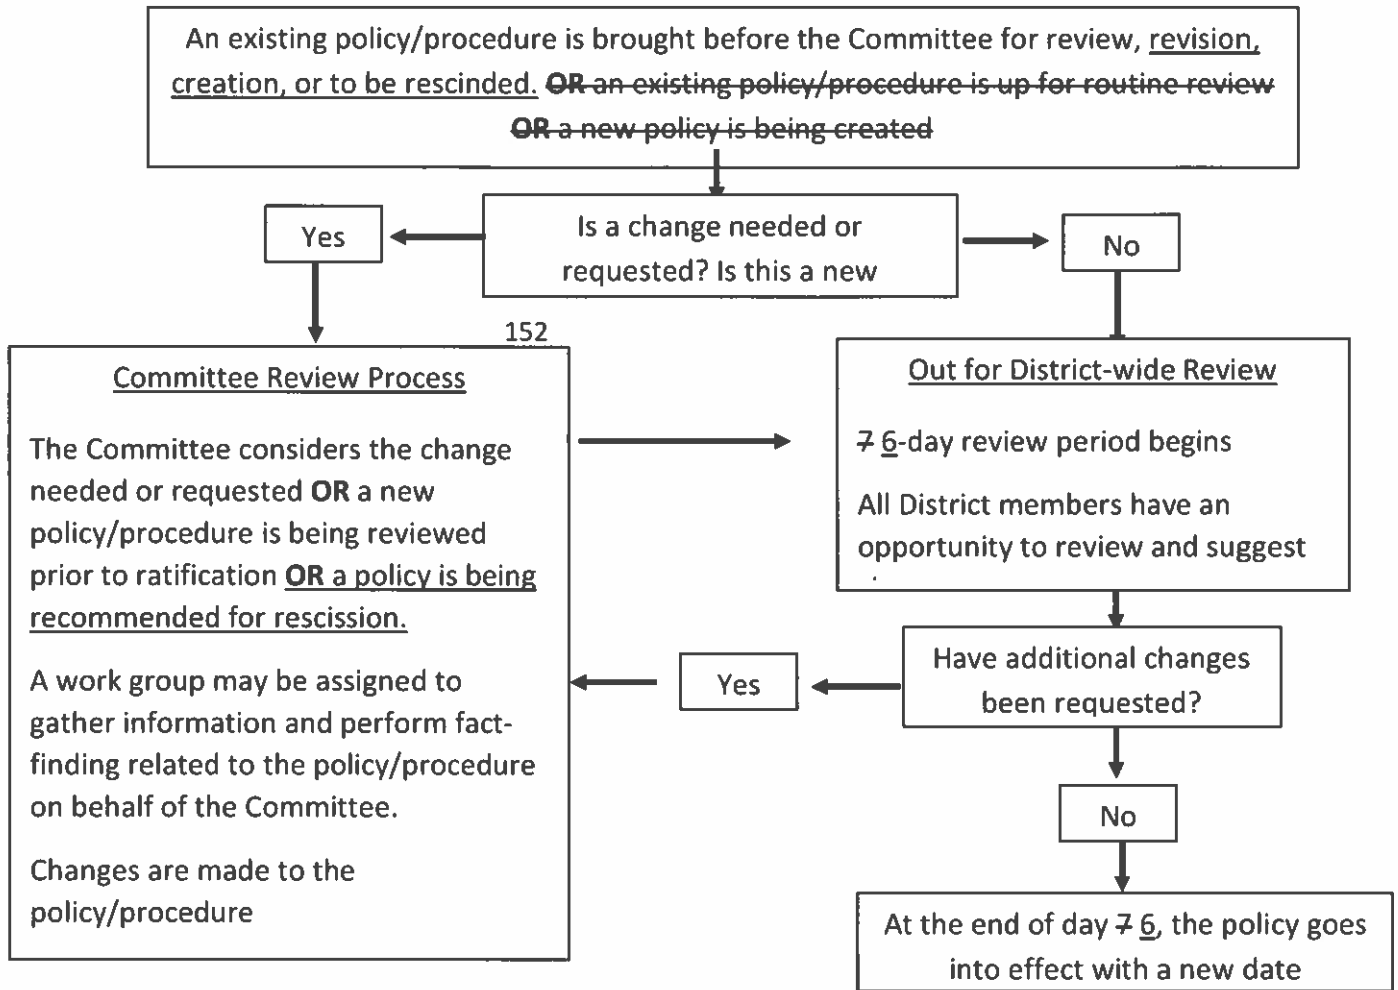 An existing policy/procedure is brought before the Committee for review, revision,
creation, or to be rescinded. OR an existing policy/procedure is up for routine review
OR a new policy is being created
Is a change needed or
requested? Is this a new
Yes
No
152
Committee Review Process
The Committee considers the change
needed or requested OR a new
policy/procedure is being reviewed
prior to ratification OR a policy is being
recommended for rescission.
A work group may be assigned to
gather information and perform fact-
finding related to the policy/procedure
on behalf of the Committee.
Changes are made to the
policy/procedure
Out for District-wide Review
7 6-day review period begins
All District members have an
opportunity to review and suggest
Have additional changes
been requested?
Yes
No
At the end of day 7 6, the policy goes
into effect with a new date